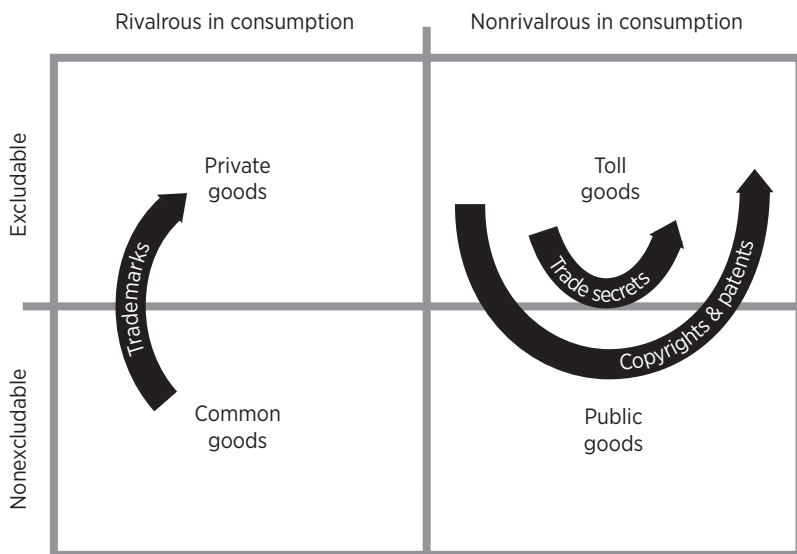 Rivalrous in consumption
Nonrivalrous in consumption
Excludable
Nonexcludable
Private
goods
Toll
goods
Trademarks
Trade secrets
Copyrights & patents
Common
goods
Public
goods